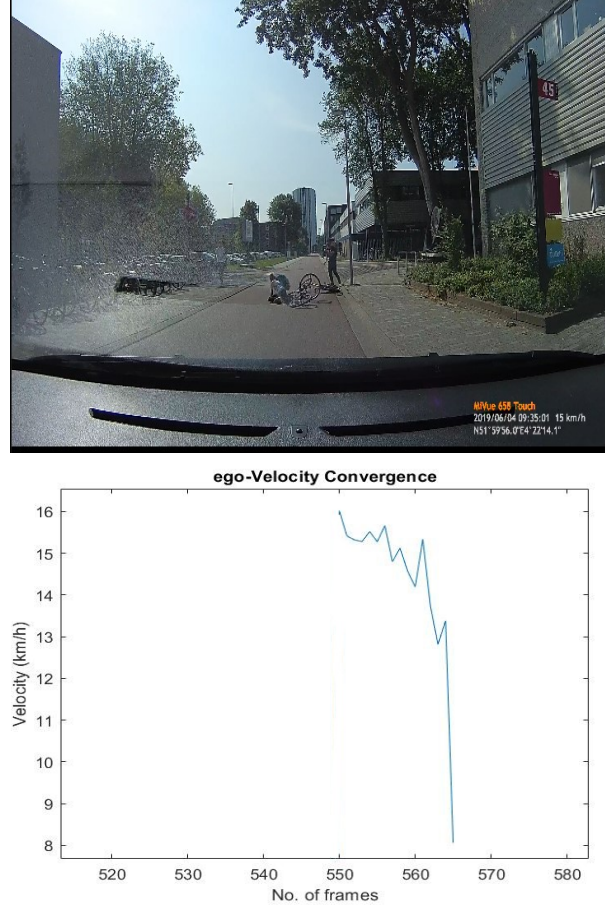 45
MiVue 658 Touch
2019/06/04 09:35:01 15 km/h
N51°59'56.0"E4°22'14.1"
ego-Velocity Convergence
16
15
14
13
12
11
10
9
8
Velocity (km/h)
520 530 540 550 560 570 580
No. of frames